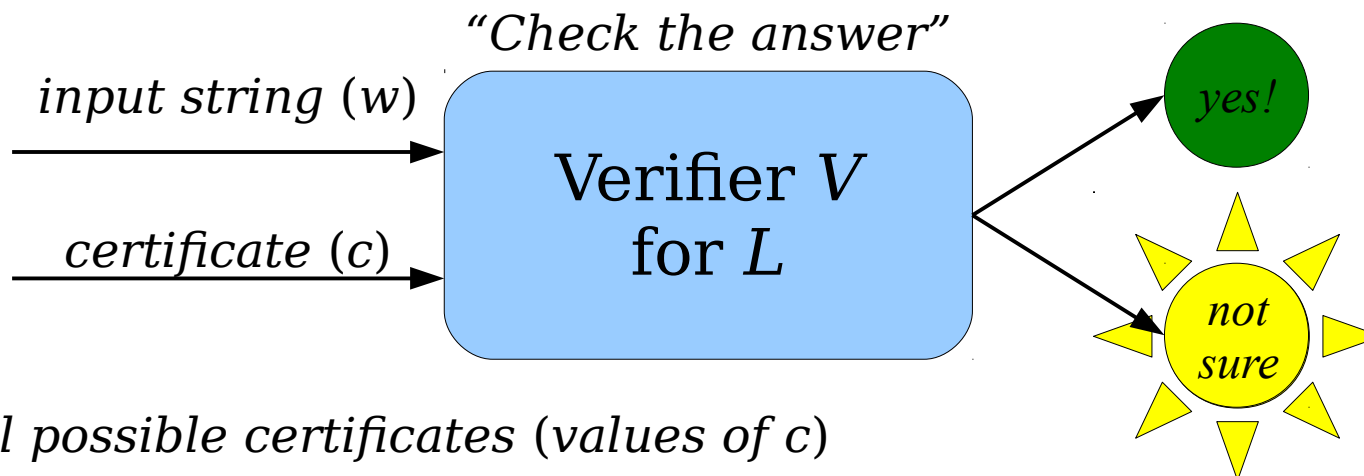 “Check the answer”
input string (w)
yes!
Verifier V
for L
certificate (c)
not
sure
possible certificates (values of c)